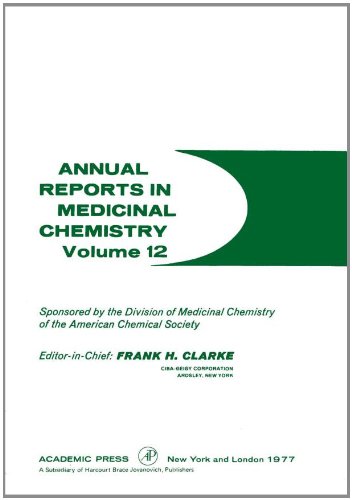 ANNUAL
REPORTS IN
MEDICINAL
CHEMISTRY
Volume 12
Sponsored by the Division of Medicinal Chemistry
of the American Chemical Society
Editor-in-Chief: FRANK H. CLARKE
CIBA-GEIGY CORPORATION
ARDSLEY, NEW YORK
ACADEMIC PRESS AP New York and London 1977
A Subsidiary of Harcourt Brace Jovanovich, Publishers